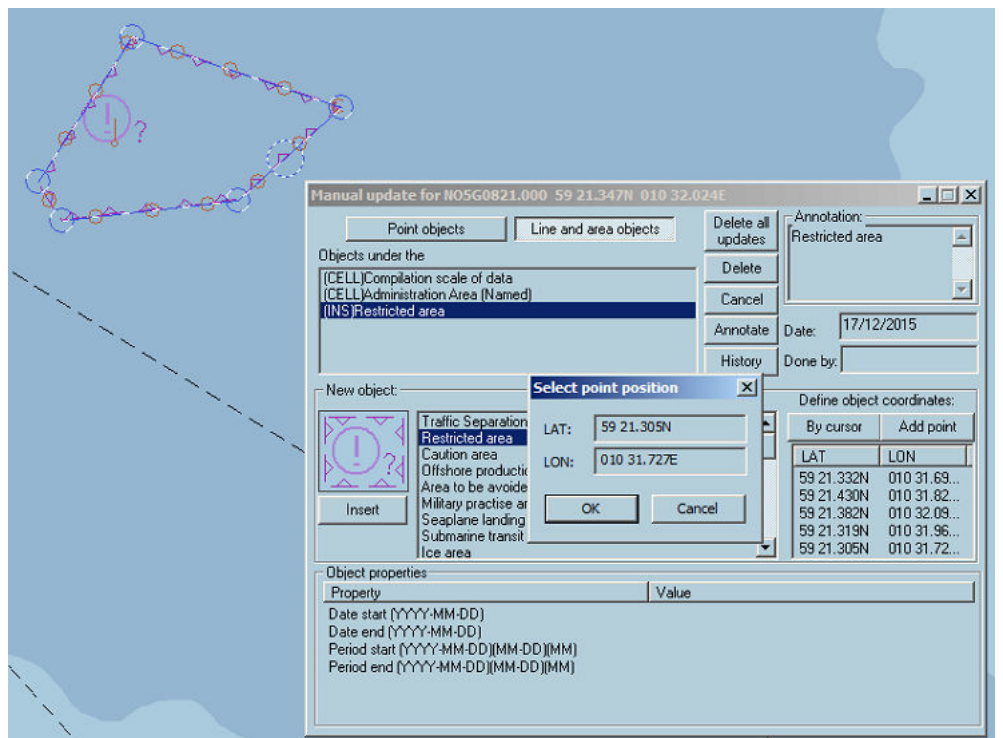 Manual update for NO5G0821.000 59 21.347N 010 32.024E
Point objects
Line and area objects
Delete all updates
Annotation:
Restricted area
Objects under the
(CELL)Compilation scale of data
(CELL)Administration Area (Named)
(INS)Restricted area
Delete
Cancel
Annotate
History
Date: 17/12/2015
Done by:
New object:
Insert
Traffic Separation
Restricted area
Caution area
Offshore productio
Area to be avoide
Military practise ar
Seaplane landing
Submarine transit
Ice area
Select point position
LAT: 59 21.305N
LON: 010 31.727E
OK Cancel
Define object coordinates:
By cursor Add point
LAT LON
59 21.332N 010 31.69...
59 21.430N 010 31.82...
59 21.382N 010 32.09...
59 21.319N 010 31.96...
59 21.305N 010 31.72...
Object properties
Property Value
Date start (YYYY-MM-DD)
Date end (YYYY-MM-DD)
Period start (YYYY-MM-DD)(MM-DD)(MM)
Period end (YYYY-MM-DD)(MM-DD)(MM)